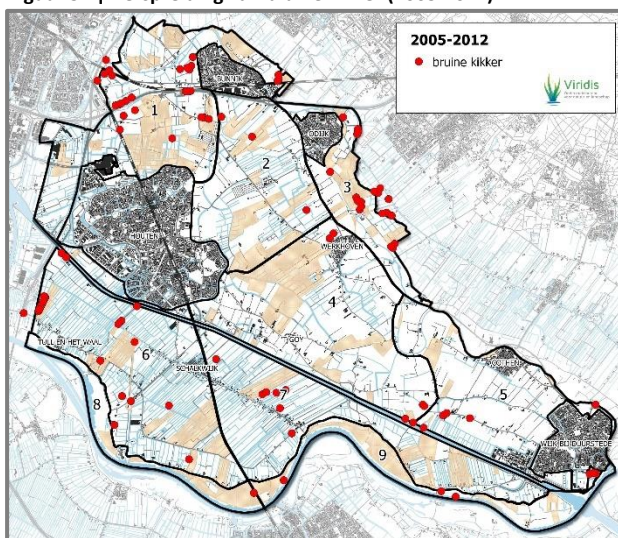 2005-2012
bruine kikker
Viridis
BUNNIK
ODIJK
1
2
3
WERKHOVEN
HOUTEN
4
'T GOY
TULL EN HET WAAL
6
SCHALKWIJK
COTHEN
5
7
8
WIJK BIJ DUURSTEDE
9